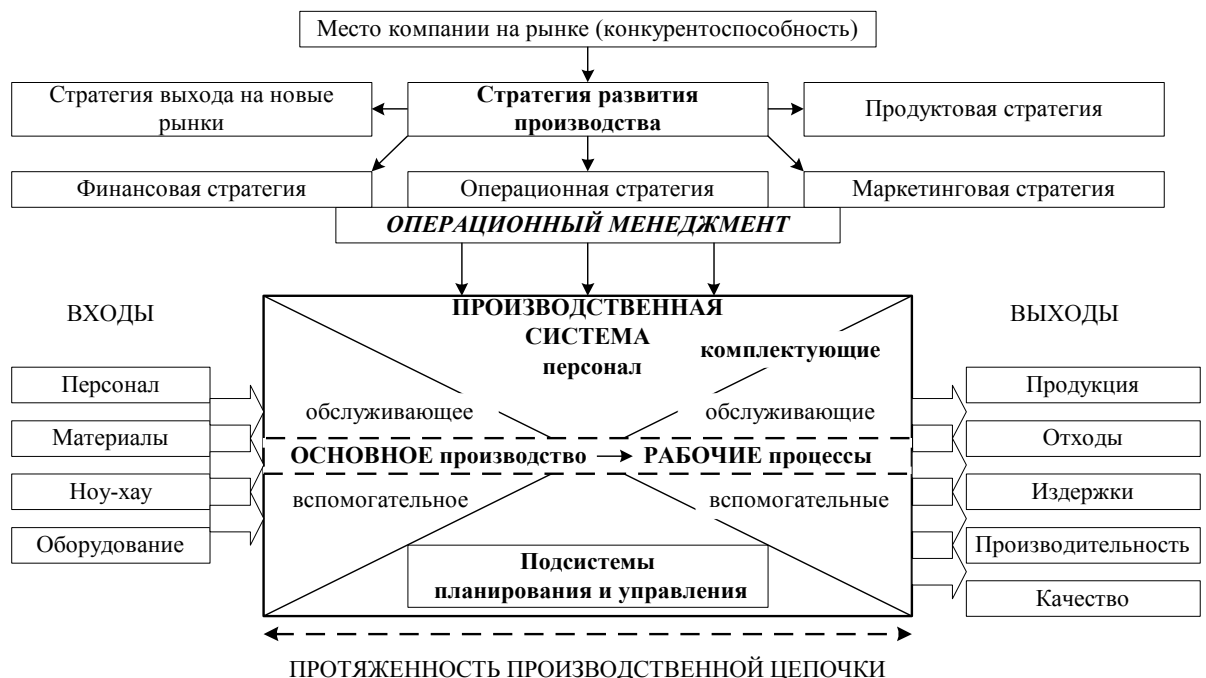 Место компании на рынке (конкурентоспособность)
Стратегия выхода на новые
рынки
Стратегия развития
производства
Продуктовая стратегия
Финансовая стратегия
Операционная стратегия
Маркетинговая стратегия
ОПЕРАЦИОННЫЙ МЕНЕДЖМЕНТ
ВХОДЫ
Персонал
Материалы
Ноу-хау
Оборудование
ПРОИЗВОДСТВЕННАЯ
СИСТЕМА
персонал
комплектующие
обслуживающее
обслуживающие
ОСНОВНОЕ производство
РАБОЧИЕ процессы
вспомогательное
вспомогательные
Подсистемы
планирования и управления
ВЫХОДЫ
Продукция
Отходы
Издержки
Производительность
Качество
ПРОТЯЖЕННОСТЬ ПРОИЗВОДСТВЕННОЙ ЦЕПОЧКИ